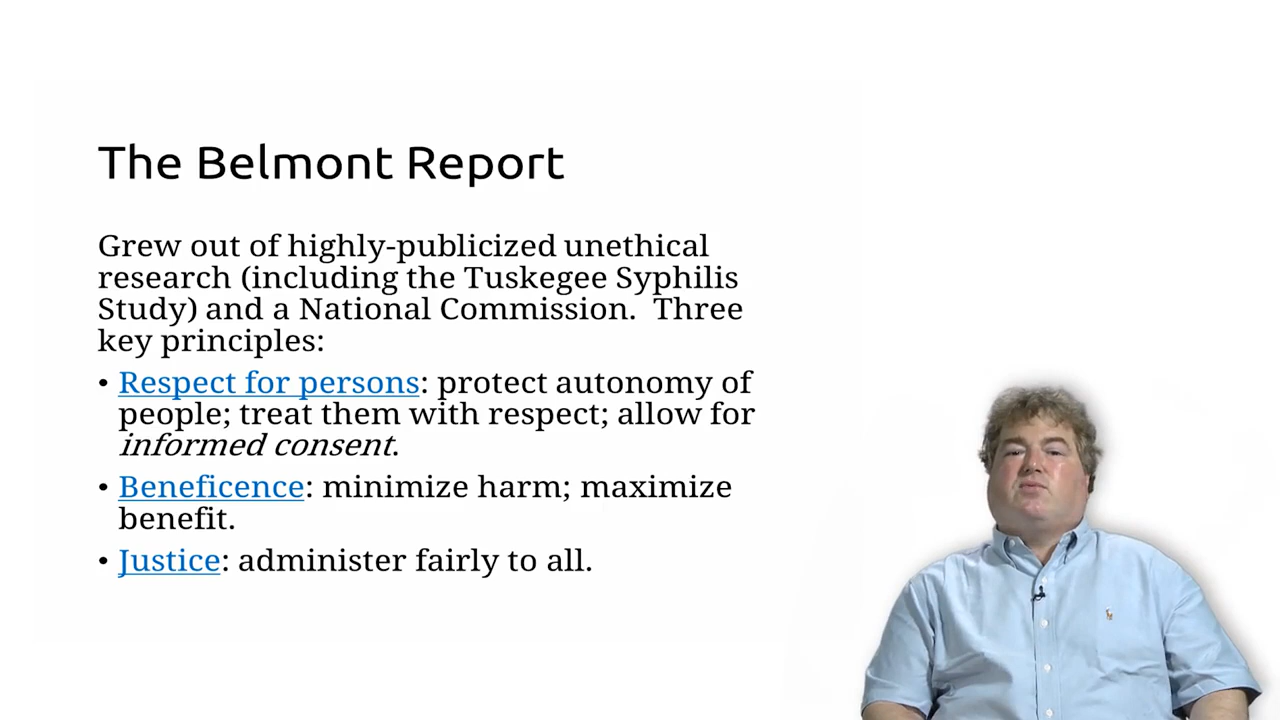 The Belmont Report
Grew out of highly-publicized unethical
research (including the Tuskegee Syphilis
Study) and a National Commission.  Three
key principles:
• Respect for persons: protect autonomy of
people; treat them with respect; allow for
informed consent.
• Beneficence: minimize harm; maximize
benefit.
• Justice: administer fairly to all.